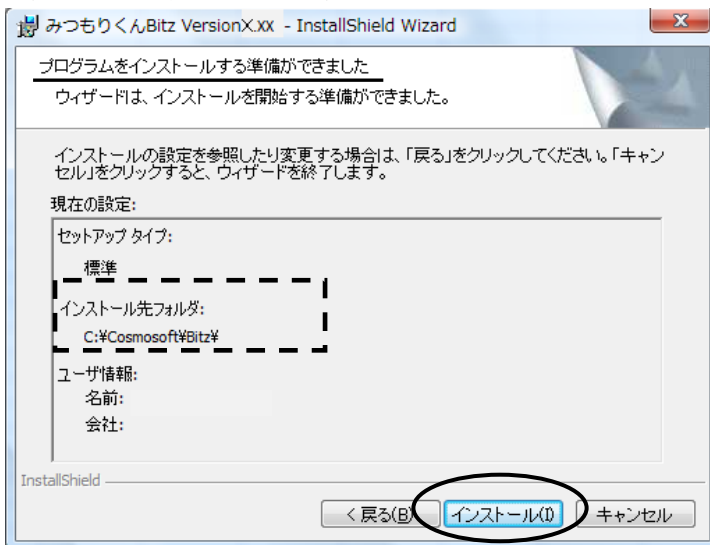 みつもりくんBitz VersionX.xx - InstallShield Wizard
プログラムをインストールする準備ができました
ウィザードは、インストールを開始する準備ができました。
インストールの設定を参照したり変更する場合は、「戻る」をクリックしてください。「キャン
セル」をクリックすると、ウィザードを終了します。
現在の設定:
セットアップ タイプ:
標準
インストール先フォルダ:
C:¥Cosmosoft¥Bitz¥
ユーザ情報:
名前:
会社:
InstallShield
< 戻る(B)
インストール(I)
キャンセル